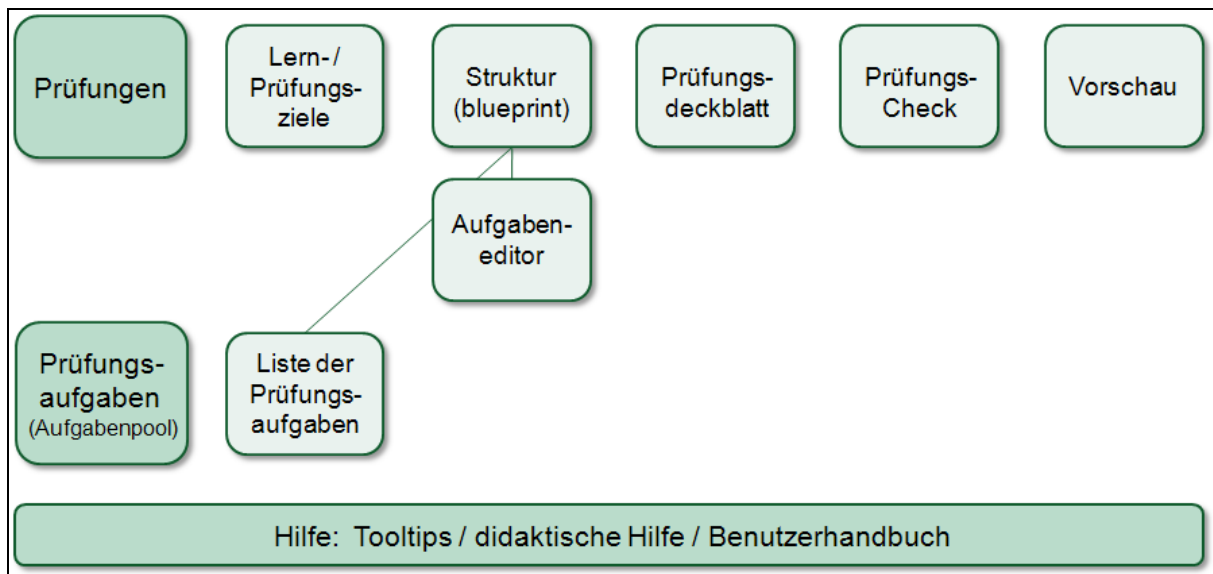 Prüfungen
Lern- /
Prüfungs-
ziele
Struktur
(blueprint)
Prüfungs-
deckblatt
Prüfungs-
Check
Vorschau
Aufgaben-
editor
Prüfungs-
aufgaben
(Aufgabenpool)
Liste der
Prüfungs-
aufgaben
Hilfe: Tooltips / didaktische Hilfe / Benutzerhandbuch